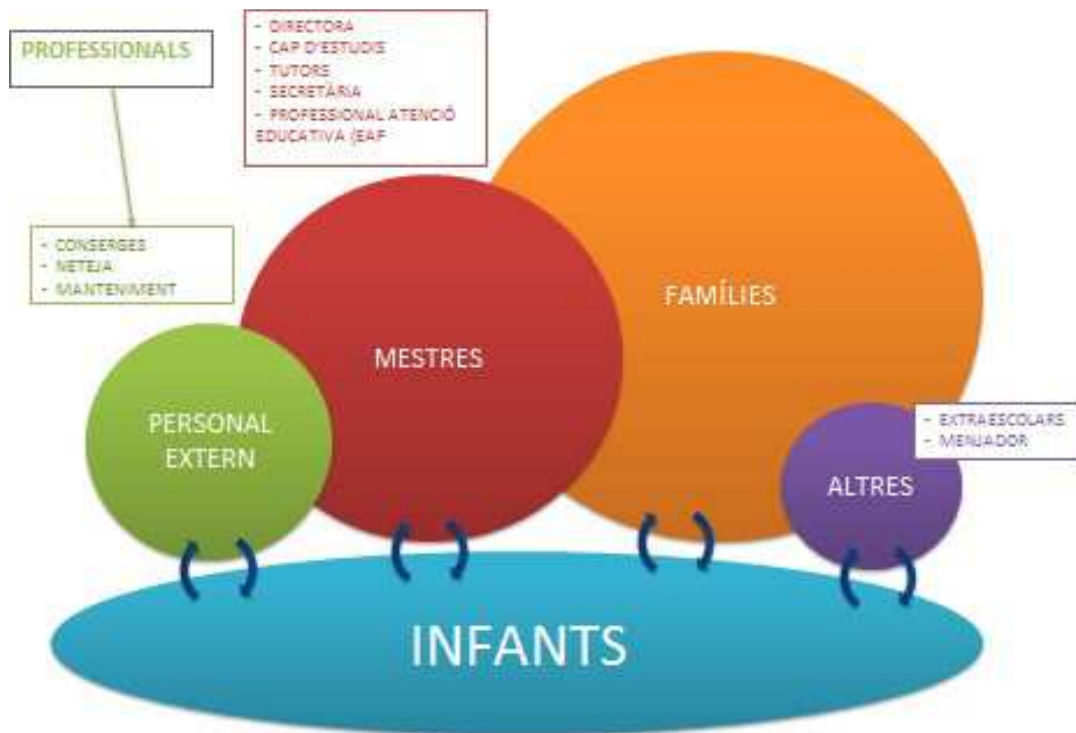 PROFESSIONALS
- DIRECTORA
- CAP D'ESTUDIS
- TUTORS
- SECRETÀRIA
- PROFESSIONAL ATENCIÓ
EDUCATIVA (EAP
- CONSERGES
- NETEJA
- MANTENIMENT
FAMÍLIES
MESTRES
PERSONAL
EXTERN
- EXTRAESCOLARS
- MENJADOR
ALTRES
INFANTS